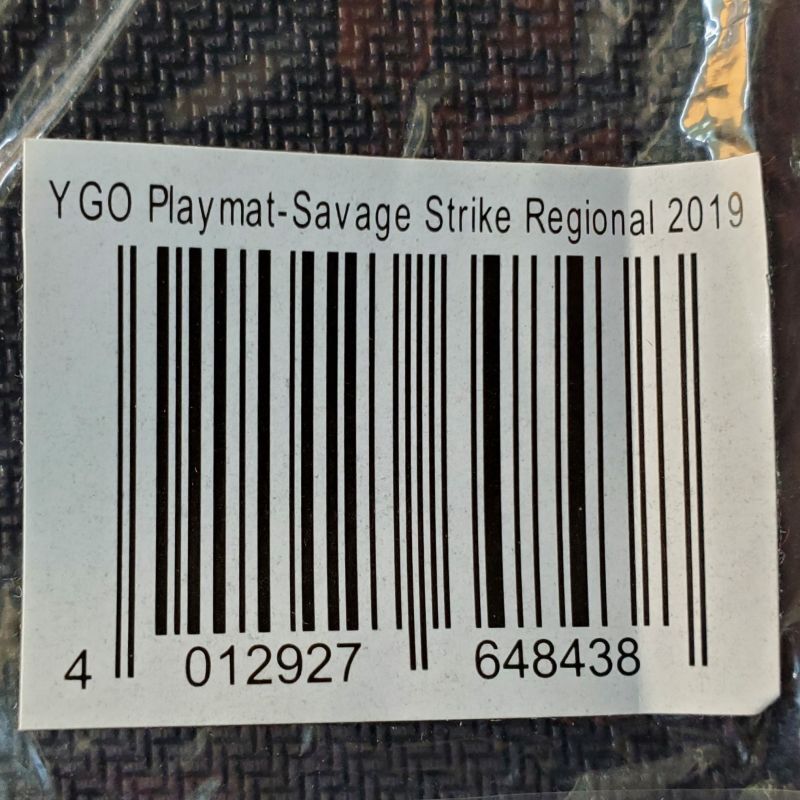 YGO Playmat-Savage Strike Regional 2019
4 012927 648438